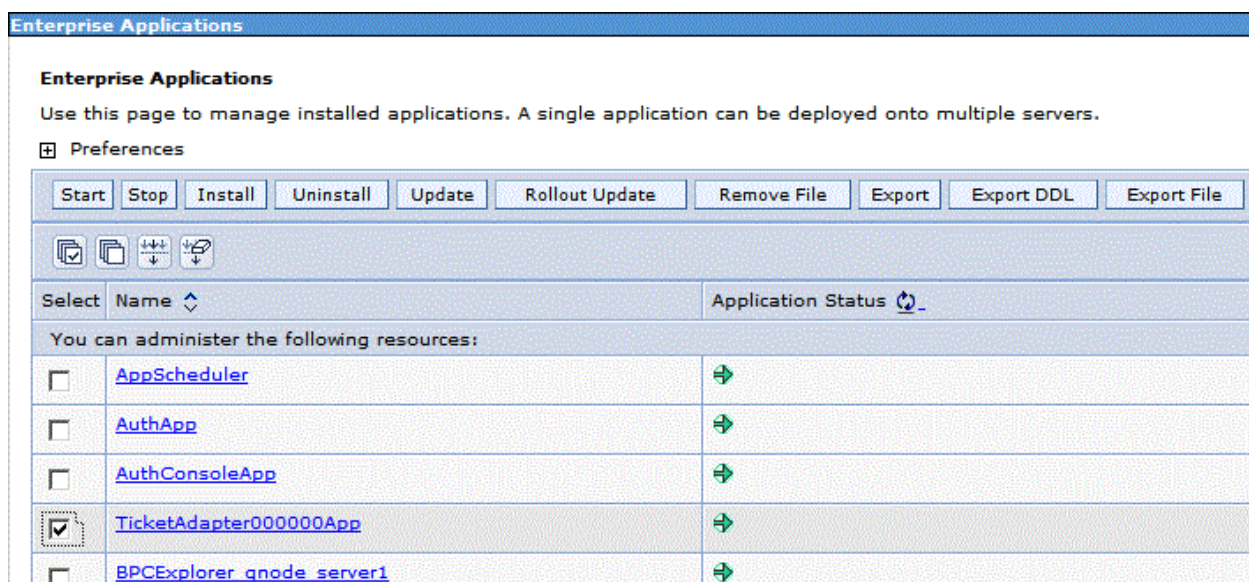 Enterprise Applications
Enterprise Applications
Use this page to manage installed applications. A single application can be deployed onto multiple servers.
Preferences
Start Stop Install Uninstall Update Rollout Update Remove File Export Export DDL Export File
Select Name Application Status
You can administer the following resources:
AppScheduler
AuthApp
AuthConsoleApp
TicketAdapter000000App
BPCExplorer_qnode_server1